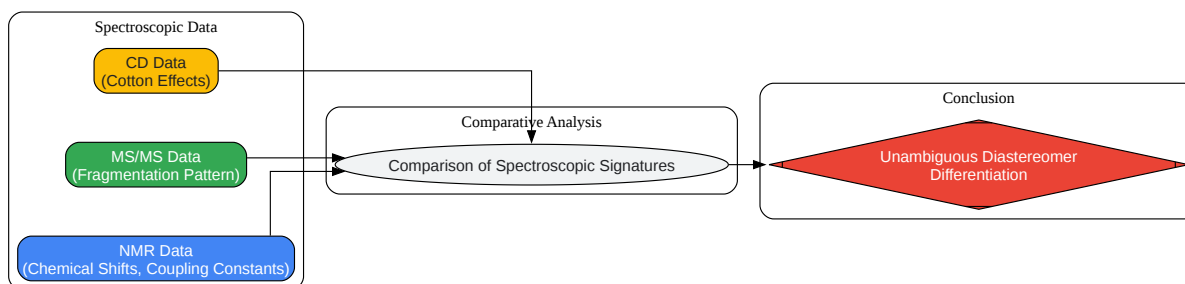 Spectroscopic Data
CD Data
(Cotton Effects)
MS/MS Data
(Fragmentation Pattern)
NMR Data
(Chemical Shifts, Coupling Constants)
Comparative Analysis
Comparison of Spectroscopic Signatures
Conclusion
Unambiguous Diastereomer
Differentiation